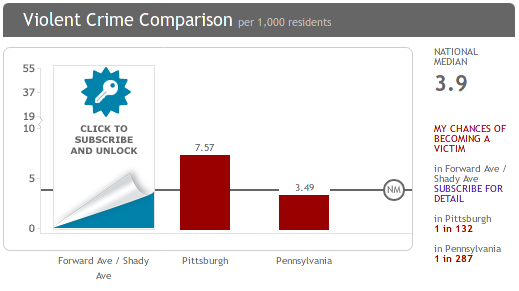 Violent Crime Comparison per 1,000 residents
55
37
19
10
5
0
CLICK TO
SUBSCRIBE
AND UNLOCK
7.57
3.49
NM
Forward Ave / Shady
Ave
Pittsburgh
Pennsylvania
NATIONAL
MEDIAN
3.9
MY CHANCES OF
BECOMING A
VICTIM
in Forward Ave /
Shady Ave
SUBSCRIBE FOR
DETAIL
in Pittsburgh
1 in 132
in Pennsylvania
1 in 287